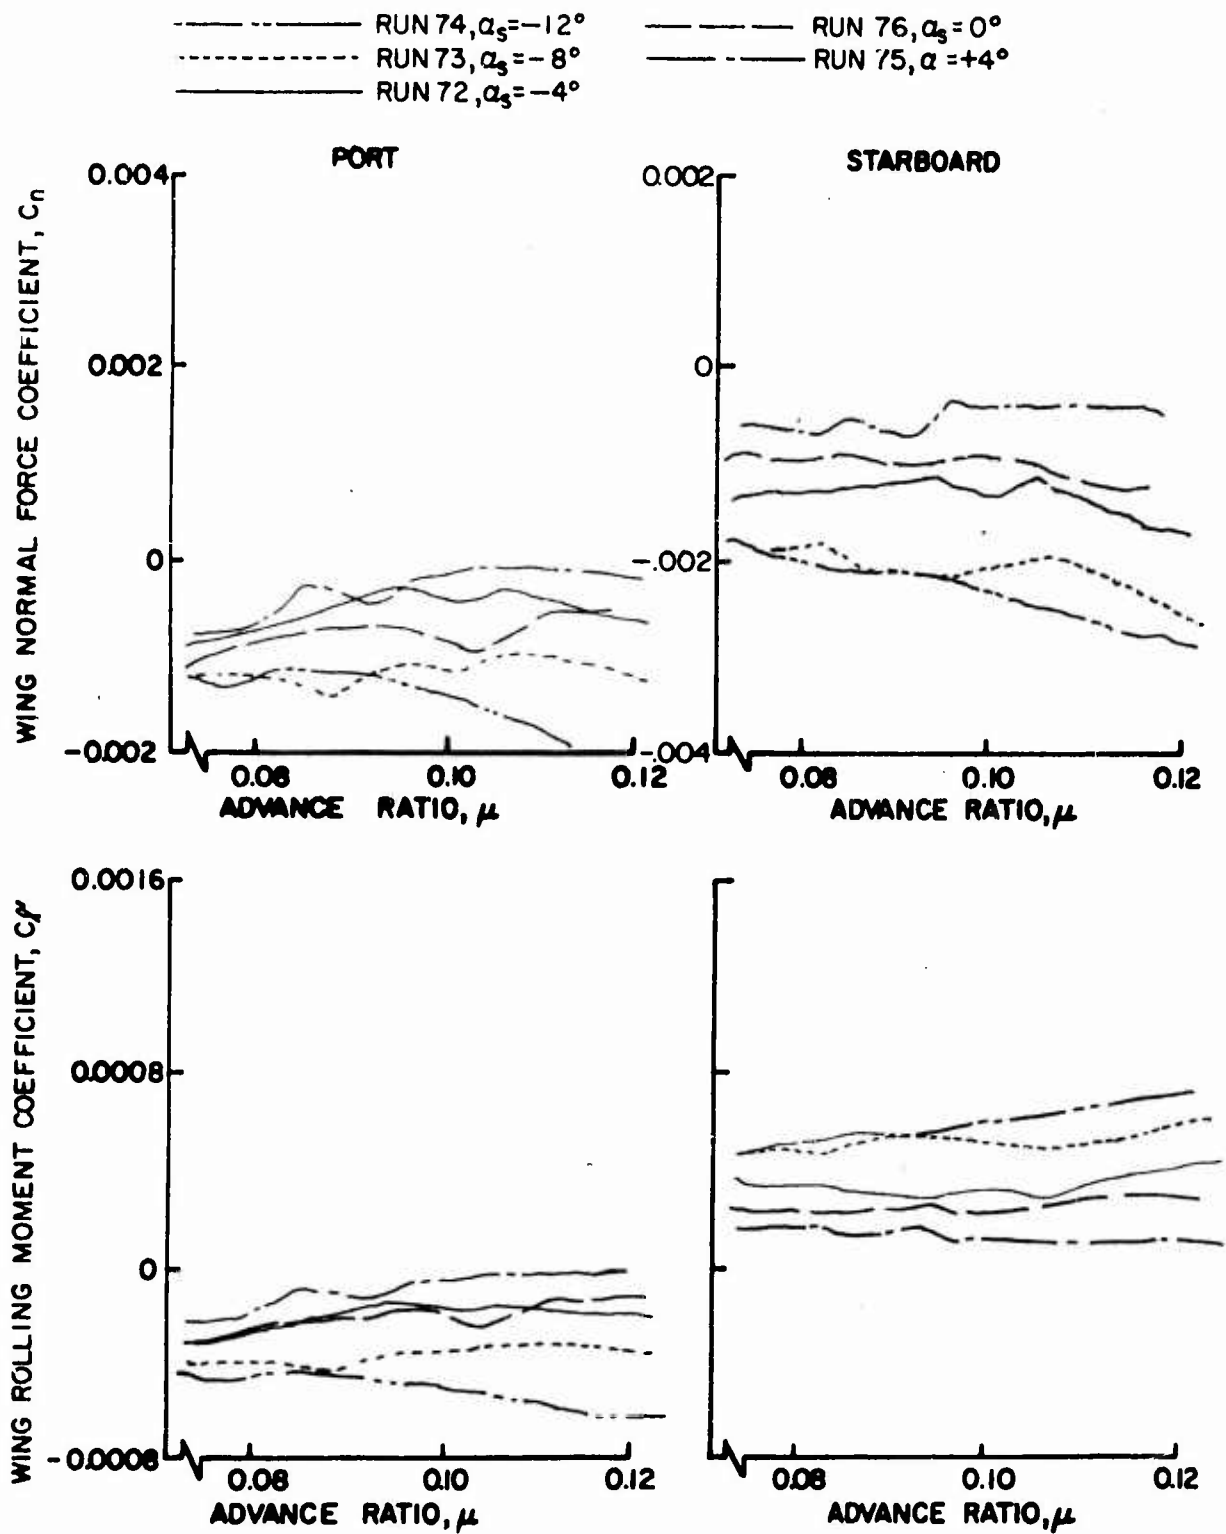 RUN 74, αs=−12°
RUN 76, αs=0°
RUN 73, αs=−8°
RUN 75, α=+4°
RUN 72, αs=−4°
PORT
STARBOARD
WING NORMAL FORCE COEFFICIENT, Cn
0.004
0.002
0
−0.002
0.08 0.10 0.12
ADVANCE RATIO, μ
0.002
0
−.002
−.004
0.08 0.10 0.12
ADVANCE RATIO, μ
WING ROLLING MOMENT COEFFICIENT,
0.0016
0.0008
0
−0.0008
0.08 0.10 0.12
ADVANCE RATIO, μ
0.08 0.10 0.12
ADVANCE RATIO, μ